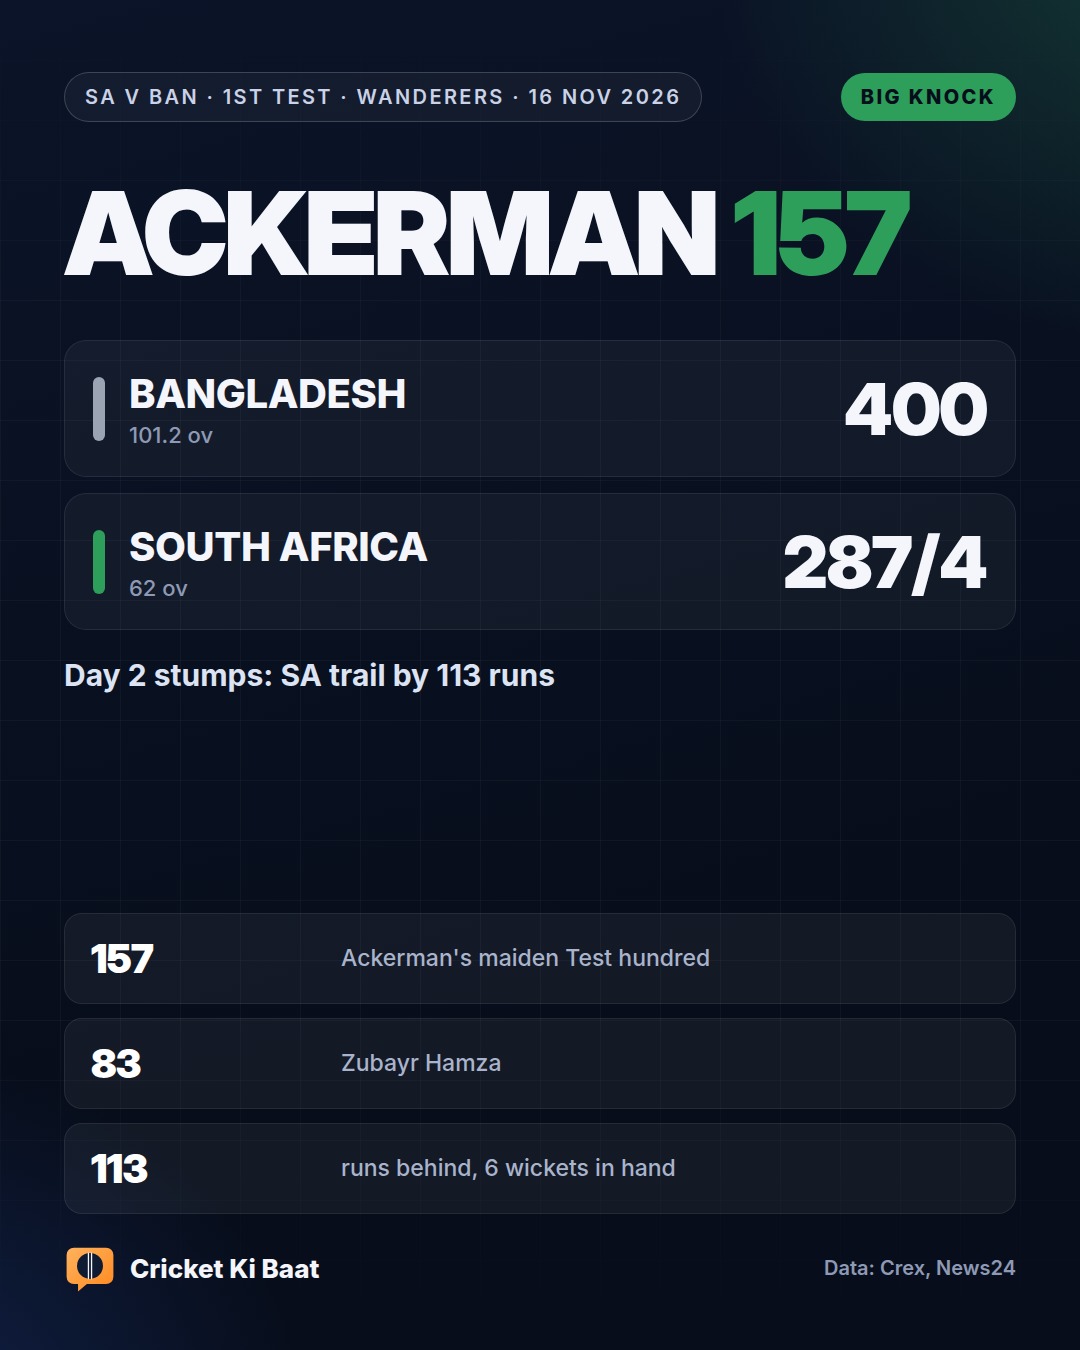 SA V BAN · 1ST TEST · WANDERERS · 16 NOV 2026
BIG KNOCK
ACKERMAN 157
BANGLADESH
101.2 ov
400
SOUTH AFRICA
62 ov
287/4
Day 2 stumps: SA trail by 113 runs
157
Ackerman's maiden Test hundred
83
Zubayr Hamza
113
runs behind, 6 wickets in hand
Cricket Ki Baat
Data: Crex, News24